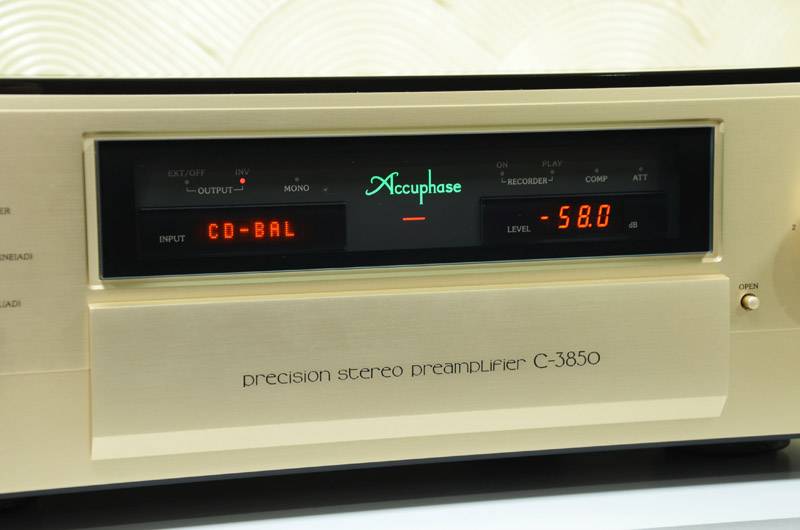 EXT/OFF INV
OUTPUT
MONO
Accuphase
ON PLAY
RECORDER
COMP
ATT
INPUT CD-BAL
LEVEL -58.0 dB
OPEN
precision stereo preamplifier C-3850